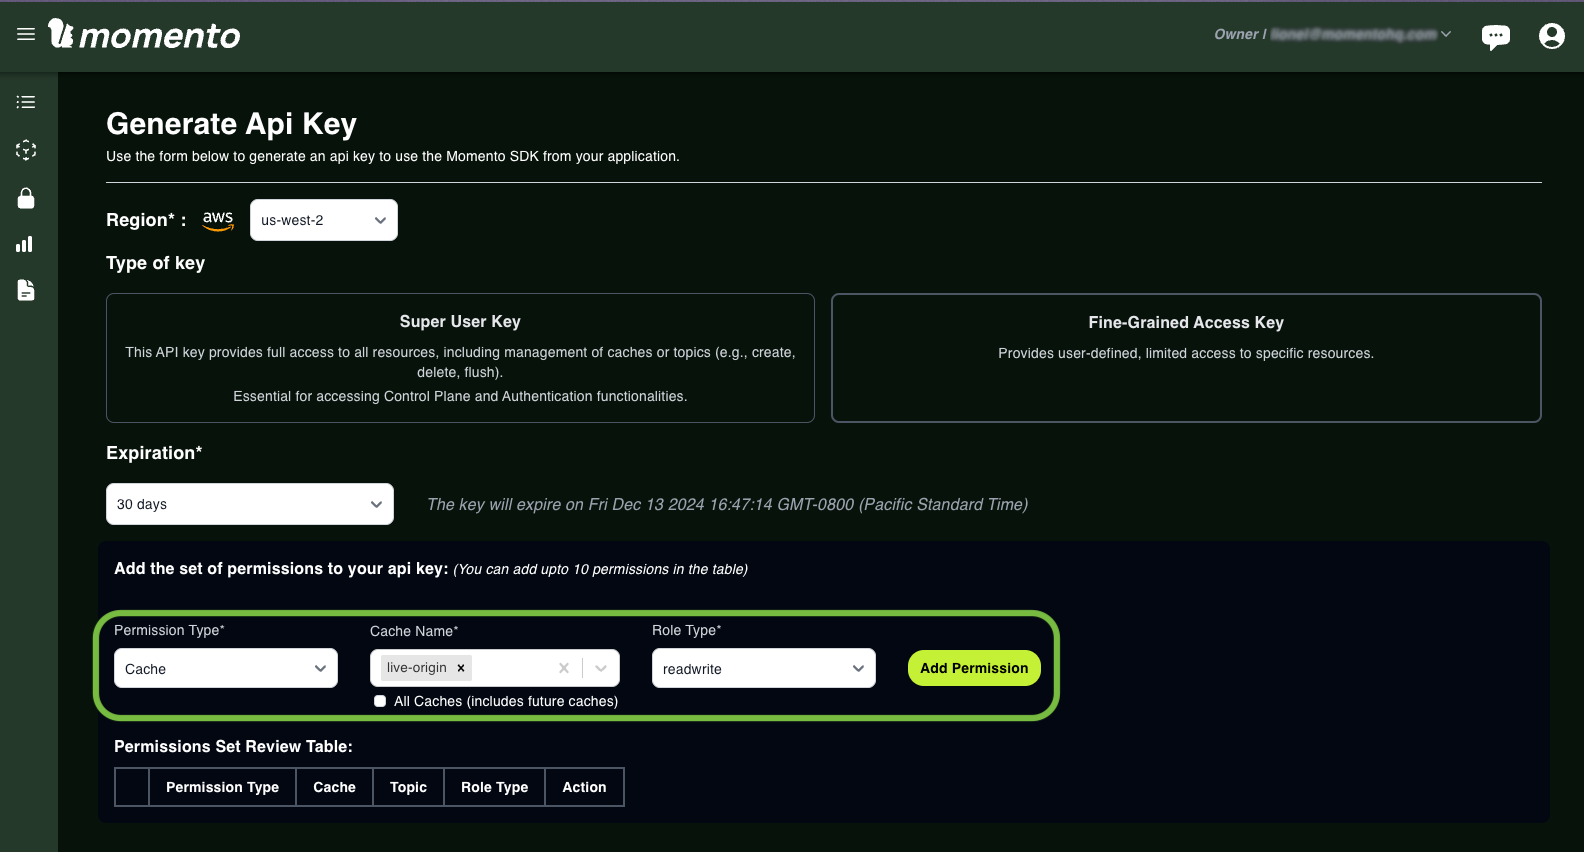 momento
Owner /
Generate Api Key
Use the form below to generate an api key to use the Momento SDK from your application.
Region* : aws us-west-2
Type of key
Super User Key
This API key provides full access to all resources, including management of caches or topics (e.g., create,
delete, flush).
Essential for accessing Control Plane and Authentication functionalities.
Fine-Grained Access Key
Provides user-defined, limited access to specific resources.
Expiration*
30 days The key will expire on Fri Dec 13 2024 16:47:14 GMT-0800 (Pacific Standard Time)
Add the set of permissions to your api key: (You can add upto 10 permissions in the table)
Permission Type* Cache Name* Role Type*
Cache live-origin x readwrite Add Permission
All Caches (includes future caches)
Permissions Set Review Table:
Permission Type Cache Topic Role Type Action